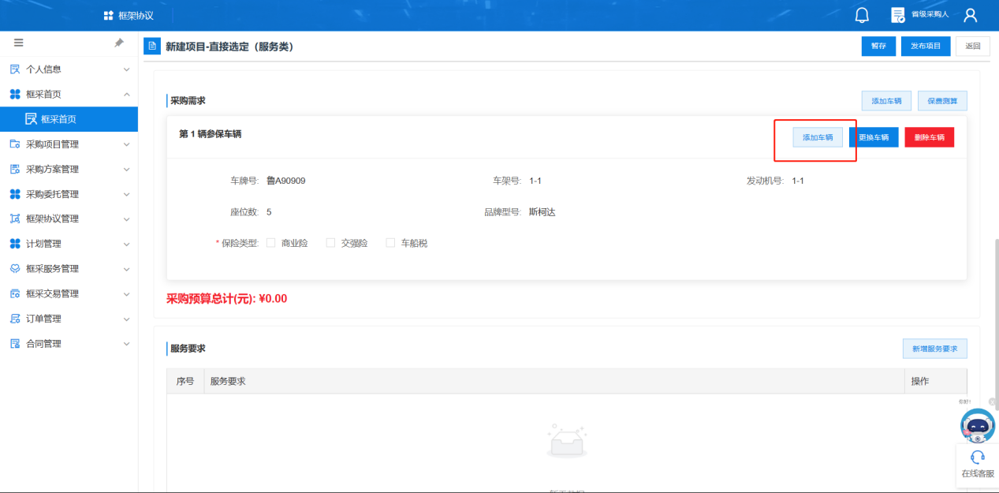 框架协议
省级采购人
新建项目-直接选定（服务类）
暂存
发布项目
返回
个人信息
框采首页
框采首页
采购项目管理
采购方案管理
采购委托管理
框架协议管理
计划管理
框采服务管理
框采交易管理
订单管理
合同管理
采购需求
添加车辆
保费测算
第 1 辆参保车辆
添加车辆
更换车辆
删除车辆
车牌号: 鲁A90909
车架号: 1-1
发动机号: 1-1
座位数: 5
品牌型号: 斯柯达
* 保险类型: 商业险 交强险 车船税
采购预算总计(元): ¥0.00
服务要求
新增服务要求
序号 服务要求 操作
你好!
在线客服